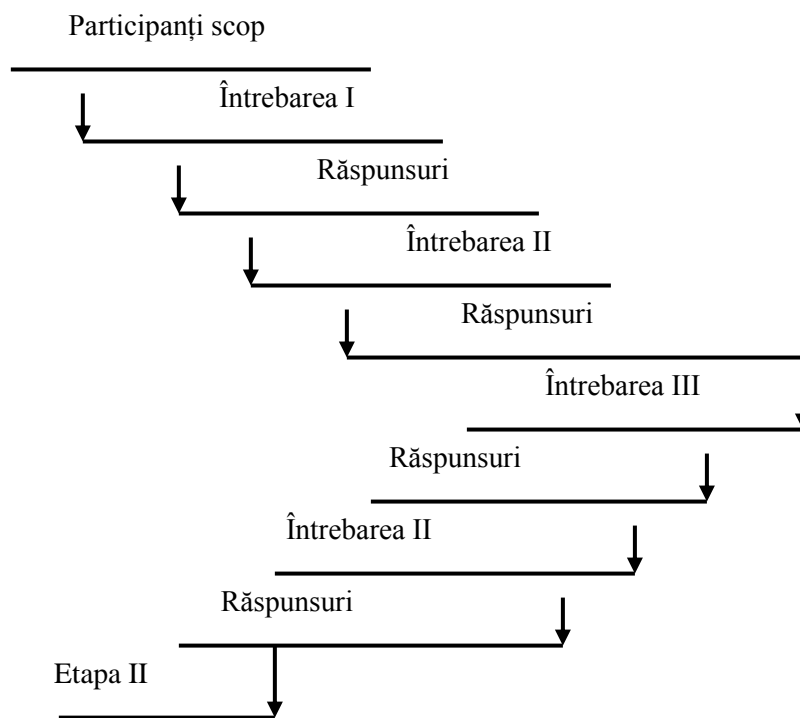 Participanți scop
Întrebarea I
Răspunsuri
Întrebarea II
Răspunsuri
Întrebarea III
Răspunsuri
Întrebarea II
Răspunsuri
Etapa II